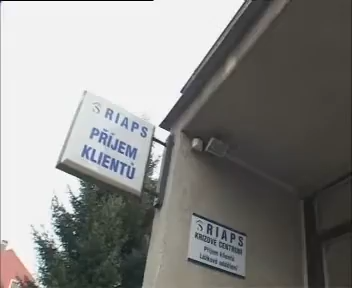 RIAPS
PŘÍJEM
KLIENTŮ
RIAPS
KRIZOVÉ CENTRUM
Příjem klientů
Lůžkové oddělení